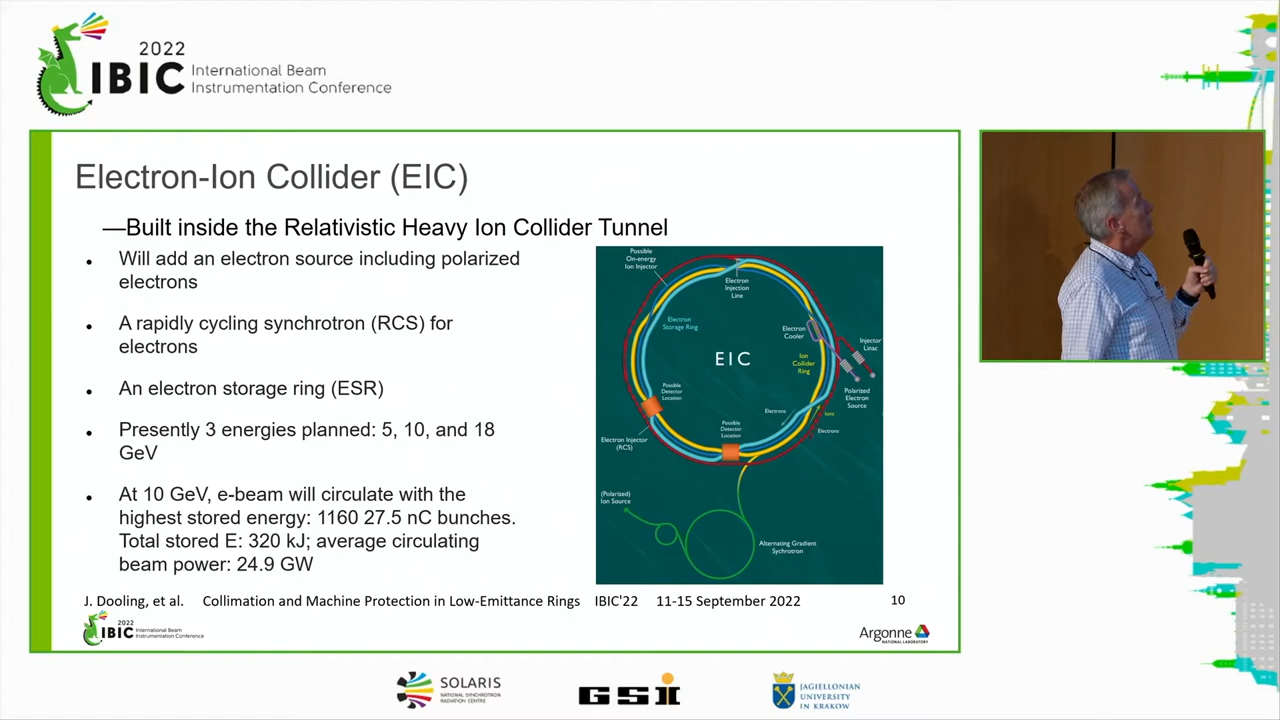 2022
IBIC
International Beam
Instrumentation Conference
Electron-Ion Collider (EIC)
—Built inside the Relativistic Heavy Ion Collider Tunnel
• Will add an electron source including polarized
electrons
• A rapidly cycling synchrotron (RCS) for
electrons
• An electron storage ring (ESR)
• Presently 3 energies planned: 5, 10, and 18
GeV
• At 10 GeV, e-beam will circulate with the
highest stored energy: 1160 27.5 nC bunches.
Total stored E: 320 kJ; average circulating
beam power: 24.9 GW
Possible
On-energy
Ion Injector
Electron
Injection
Line
Electron
Storage Ring
Electron
Cooler
Injector
Linac
EIC
Ion
Collider
Ring
Polarized
Electron
Source
Possible
Detector
Location
Electrons
Ions
Possible
Detector
Location
Electrons
Electron Injector
(RCS)
(Polarized)
Ion Source
Alternating Gradient
Sychrotron
J. Dooling, et al. Collimation and Machine Protection in Low-Emittance Rings IBIC'22 11-15 September 2022 10
2022
IBIC
International Beam
Instrumentation Conference
Argonne
NATIONAL LABORATORY
SOLARIS
NATIONAL SYNCHROTRON
RADIATION CENTRE
GSI
JAGIELLONIAN
UNIVERSITY
IN KRAKOW